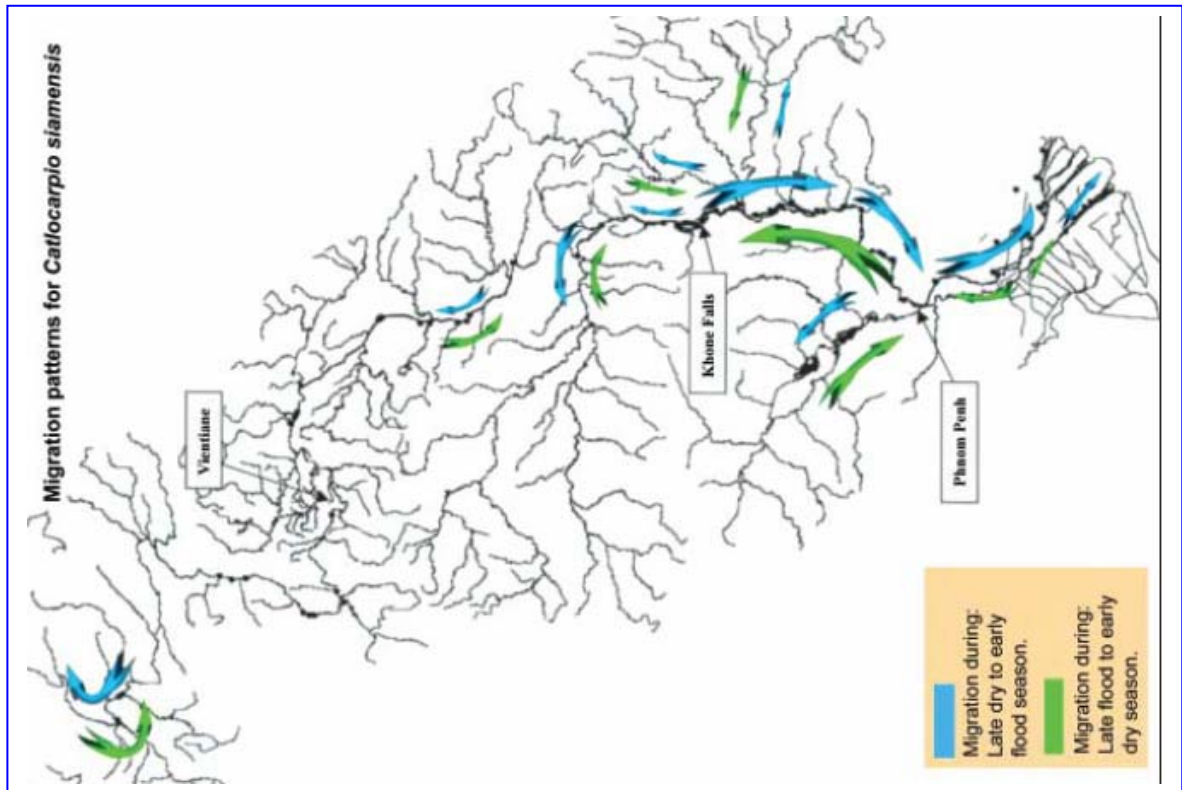 Migration patterns for Catlocarpio siamensis
Vientiane
Khone Falls
Phnom Penh
Migration during:
Late dry to early
flood season.
Migration during:
Late flood to early
dry season.